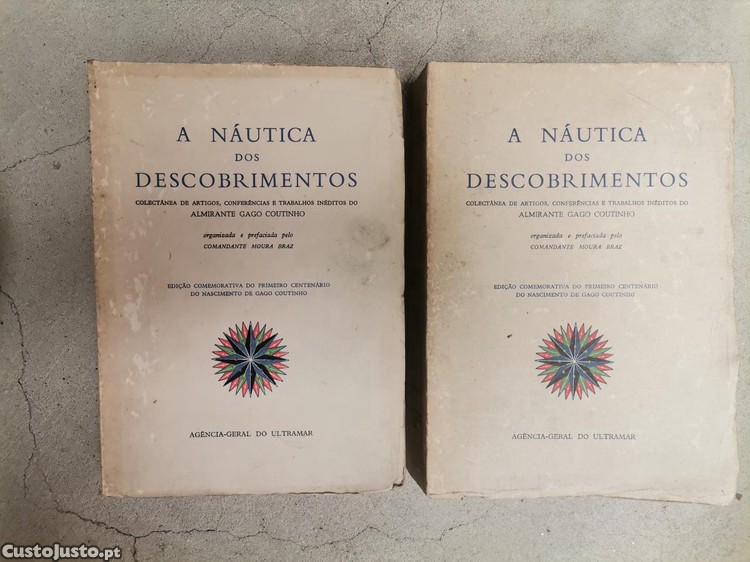 A NÁUTICA
DOS
DESCOBRIMENTOS
COLECTÂNEA DE ARTIGOS, CONFERÊNCIAS E TRABALHOS INÉDITOS DO
ALMIRANTE GAGO COUTINHO
organizada e prefaciada pelo
COMANDANTE MOURA BRAZ
EDIÇÃO COMEMORATIVA DO PRIMEIRO CENTENÁRIO
DO NASCIMENTO DE GAGO COUTINHO
AGÊNCIA-GERAL DO ULTRAMAR
A NÁUTICA
DOS
DESCOBRIMENTOS
COLECTÂNEA DE ARTIGOS, CONFERÊNCIAS E TRABALHOS INÉDITOS DO
ALMIRANTE GAGO COUTINHO
organizada e prefaciada pelo
COMANDANTE MOURA BRAZ
EDIÇÃO COMEMORATIVA DO PRIMEIRO CENTENÁRIO
DO NASCIMENTO DE GAGO COUTINHO
AGÊNCIA-GERAL DO ULTRAMAR
CustoJusto.pt